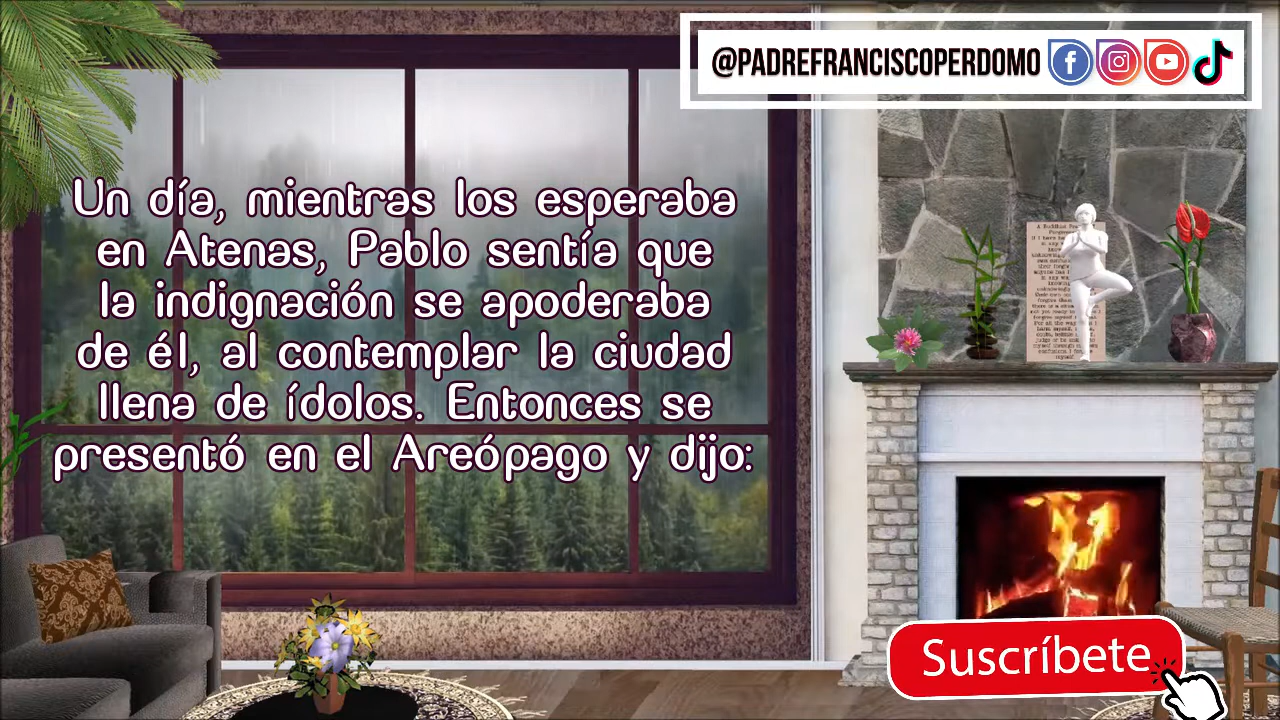 @PADREFRANCISCOPERDOMO
Un día, mientras los esperaba
en Atenas, Pablo sentía que
la indignación se apoderaba
de él, al contemplar la ciudad
llena de ídolos. Entonces se
presentó en el Areópago y dijo:
A Buddhist
Suscríbete